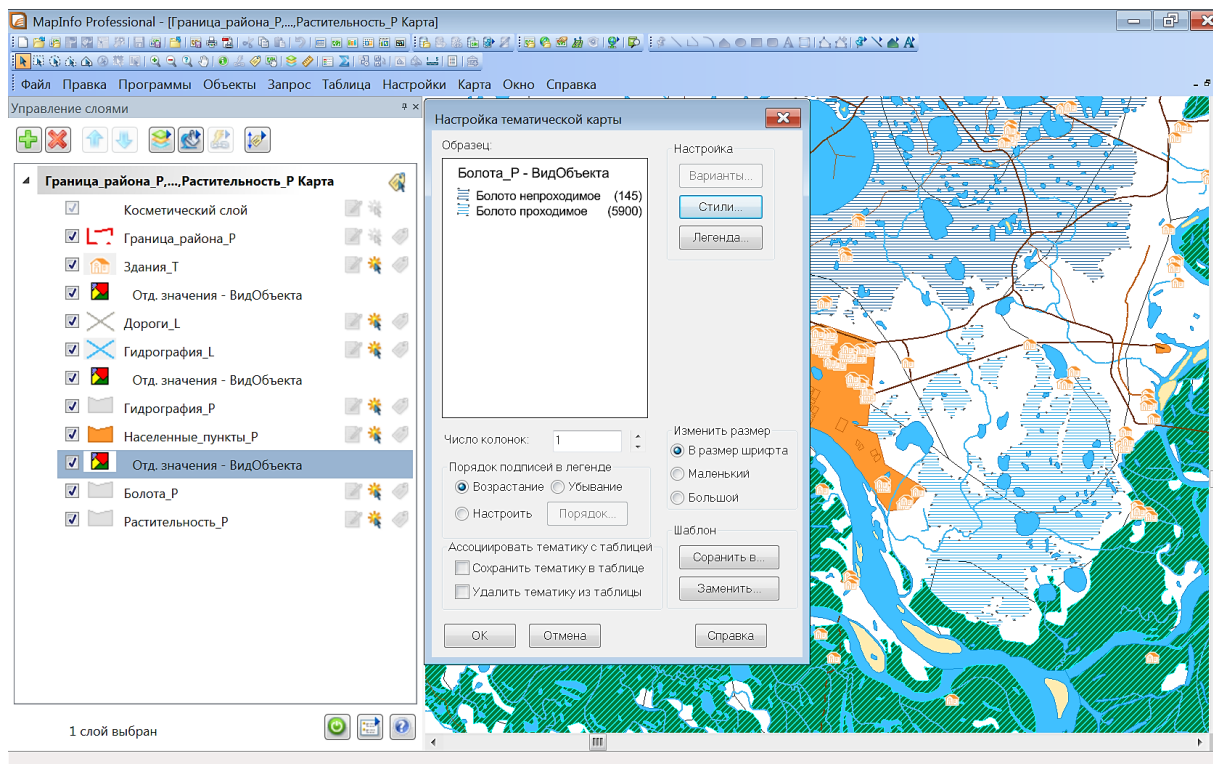 MapInfo Professional - [Граница_района_Р,...,Растительность_Р Карта]
Файл Правка Программы Объекты Запрос Таблица Настройки Карта Окно Справка
Управление слоями
Граница_района_Р,...,Растительность_Р Карта
Косметический слой
Граница_района_Р
Здания_Т
Отд. значения - ВидОбъекта
Дороги_L
Гидрография_L
Отд. значения - ВидОбъекта
Гидрография_Р
Населенные_пункты_Р
Отд. значения - ВидОбъекта
Болота_Р
Растительность_Р
1 слой выбран
Настройка тематической карты
Образец:
Болота_Р - ВидОбъекта
Болото непроходимое (145)
Болото проходимое (5900)
Настройка
Варианты...
Стили...
Легенда...
Число колонок: 1
Порядок подписей в легенде
Возрастание Убывание
Настроить Порядок...
Ассоциировать тематику с таблицей
Сохранить тематику в таблице
Удалить тематику из таблицы
Изменить размер
В размер шрифта
Маленький
Большой
Шаблон
Соранить в...
Заменить...
ОК Отмена Справка